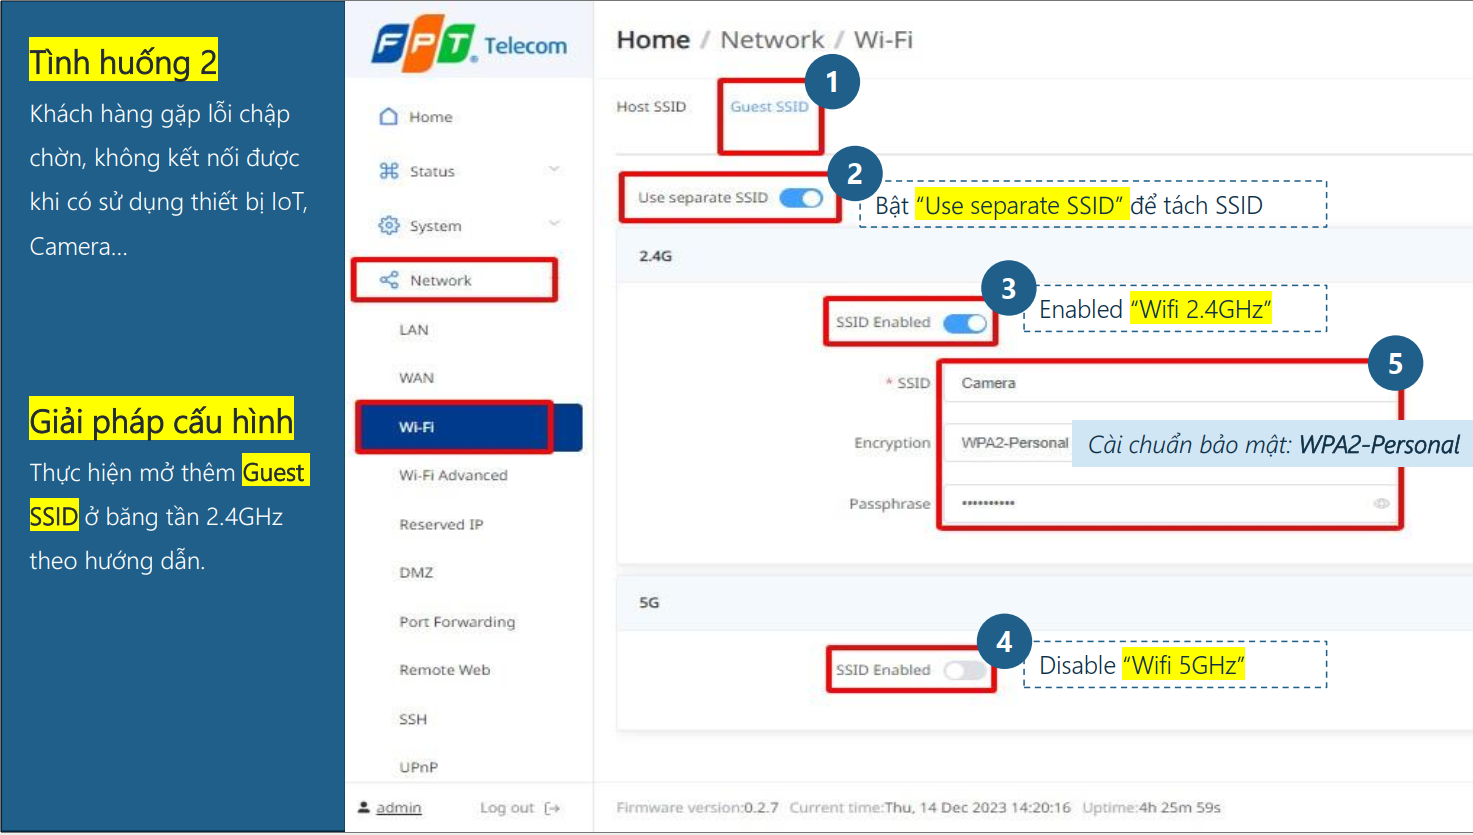 Tình huống 2
Khách hàng gặp lỗi chập
chờn, không kết nối được
khi có sử dụng thiết bị IoT,
Camera...
Giải pháp cấu hình
Thực hiện mở thêm Guest
SSID ở băng tần 2.4GHz
theo hướng dẫn.
FPT Telecom
Home
Status
System
Network
LAN
WAN
Wi-Fi
Wi-Fi Advanced
Reserved IP
DMZ
Port Forwarding
Remote Web
SSH
UPnP
admin Log out
Home / Network / Wi-Fi
Host SSID Guest SSID 1
Use separate SSID 2 Bật “Use separate SSID” để tách SSID
2.4G
SSID Enabled 3 Enabled “Wifi 2.4GHz”
* SSID Camera 5
Encryption WPA2-Personal Cài chuẩn bảo mật: WPA2-Personal
Passphrase ••••••••••
5G
SSID Enabled 4 Disable “Wifi 5GHz”
Firmware version:0.2.7 Current time:Thu, 14 Dec 2023 14:20:16 Uptime:4h 25m 59s